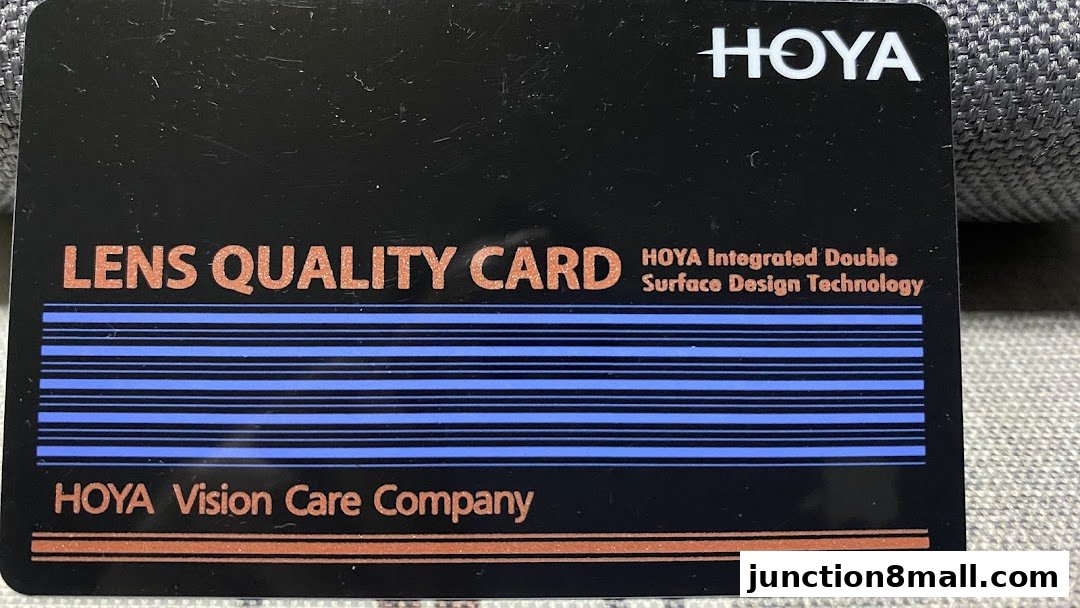 HOYA
LENS QUALITY CARD
HOYA Integrated Double
Surface Design Technology
HOYA Vision Care Company
junction8mall.com